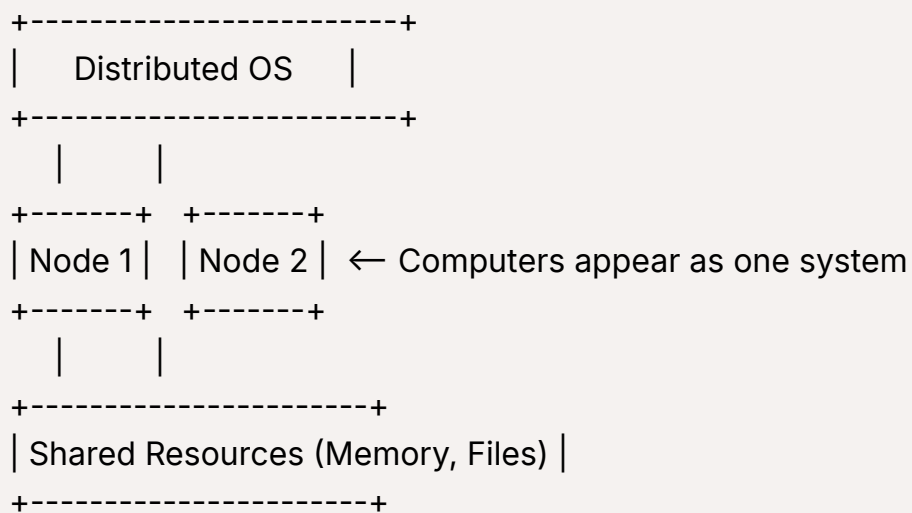 +-------------------------+
|      Distributed OS      |
+-------------------------+
     |          |
+-------+   +-------+
| Node 1 |   | Node 2 |  ← Computers appear as one system
+-------+   +-------+
     |          |
+-----------------------+
| Shared Resources (Memory, Files) |
+-----------------------+